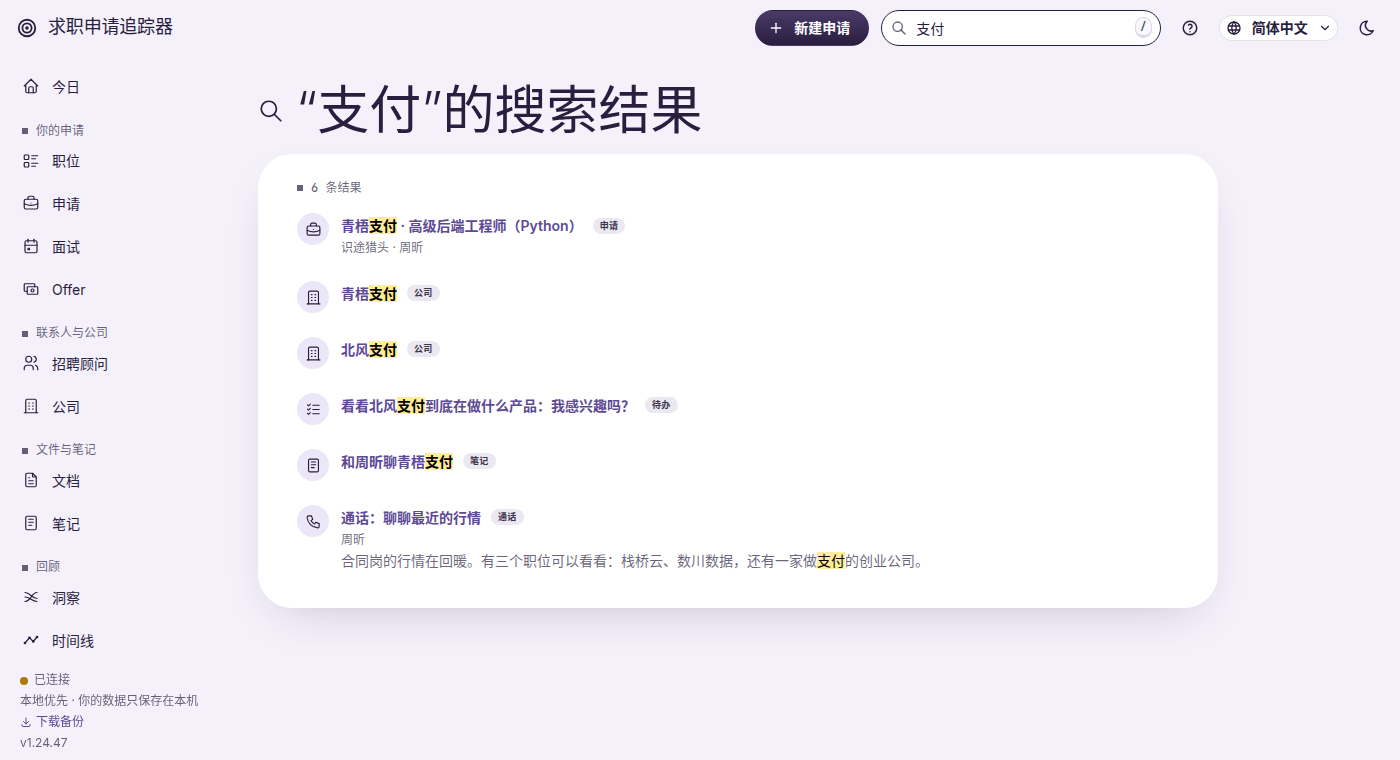 求职申请追踪器
新建申请
支付
/
简体中文
今日
你的申请
职位
申请
面试
Offer
联系人与公司
招聘顾问
公司
文件与笔记
文档
笔记
回顾
洞察
时间线
已连接
本地优先 · 你的数据只保存在本机
下载备份
v1.24.47
“支付”的搜索结果
6 条结果
青梧支付 · 高级后端工程师（Python） 申请
识途猎头 · 周昕
青梧支付 公司
北风支付 公司
看看北风支付到底在做什么产品：我感兴趣吗？ 待办
和周昕聊青梧支付 笔记
通话：聊聊最近的行情 通话
周昕
合同岗的行情在回暖。有三个职位可以看看：栈桥云、数川数据，还有一家做支付的创业公司。